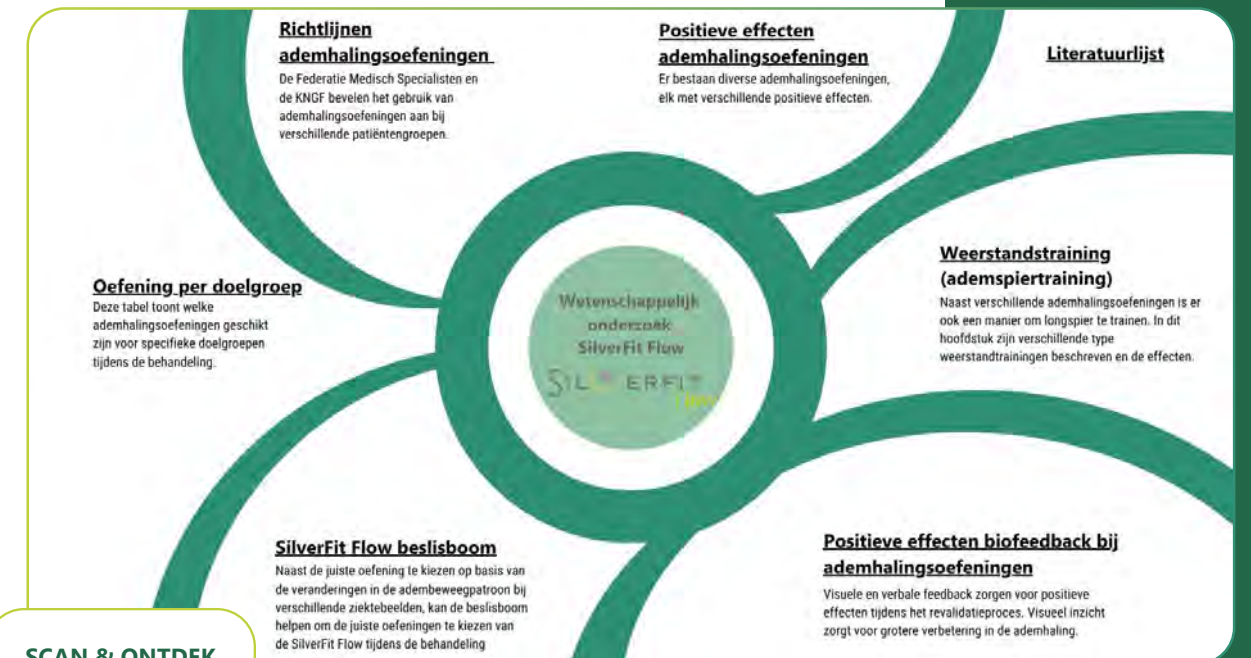 Richtlijnen
ademhalingsoefeningen
De Federatie Medisch Specialisten en
de KNGF bevelen het gebruik van
ademhalingsoefeningen aan bij
verschillende patiëntengroepen.
Positieve effecten
ademhalingsoefeningen
Er bestaan diverse ademhalingsoefeningen,
elk met verschillende positieve effecten.
Literatuurlijst
Oefening per doelgroep
Deze tabel toont welke
ademhalingsoefeningen geschikt
zijn voor specifieke doelgroepen
tijdens de behandeling.
Wetenschappelijk
onderzoek
SilverFit Flow
SILVERFIT
Weerstandstraining
(ademspiertraining)
Naast verschillende ademhalingsoefeningen is er
ook een manier om longspier te trainen. In dit
hoofdstuk zijn verschillende type
weerstandtrainingen beschreven en de effecten.
SilverFit Flow beslisboom
Naast de juiste oefening te kiezen op basis van
de veranderingen in de adembeweegpatroon bij
verschillende ziektebeelden, kan de beslisboom
helpen om de juiste oefeningen te kiezen van
de SilverFit Flow tijdens de behandeling
Positieve effecten biofeedback bij
ademhalingsoefeningen
Visuele en verbale feedback zorgen voor positieve
effecten tijdens het revalidatieproces. Visueel inzicht
zorgt voor grotere verbetering in de ademhaling.
SCAN & ONTDEK